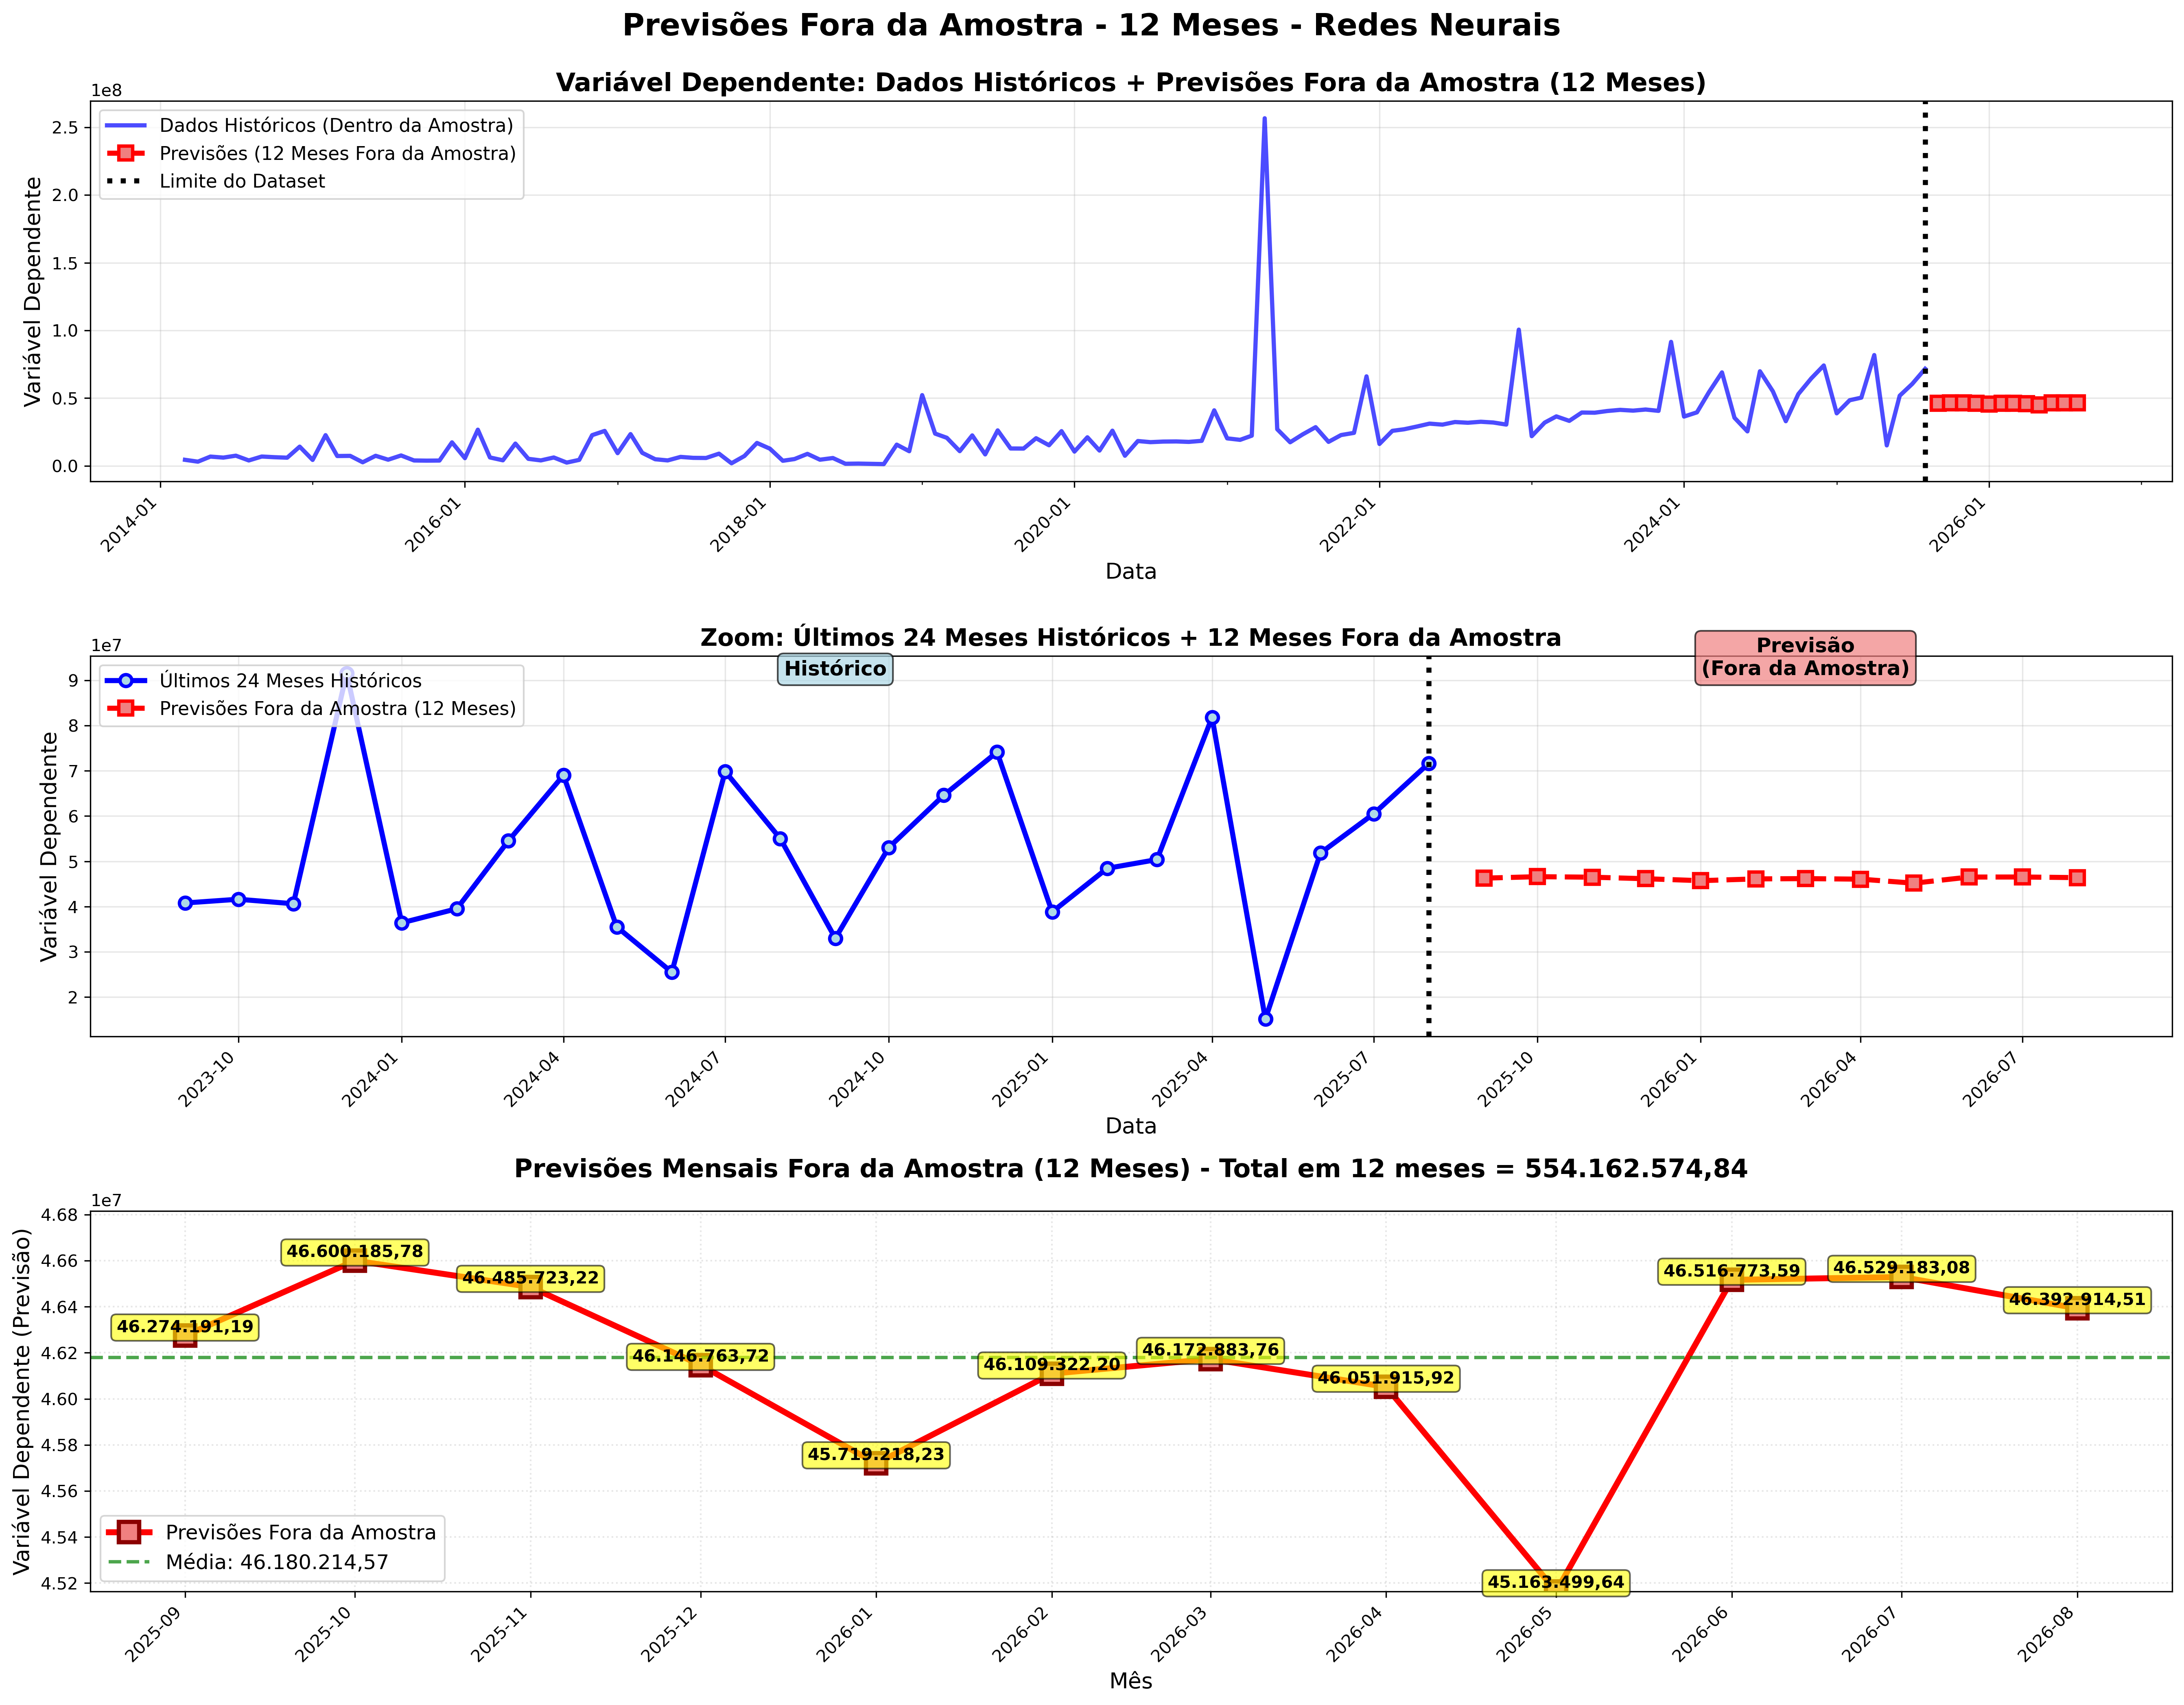 Previsões Fora da Amostra - 12 Meses - Redes Neurais
Variável Dependente: Dados Históricos + Previsões Fora da Amostra (12 Meses)
1e8
Dados Históricos (Dentro da Amostra)
Previsões (12 Meses Fora da Amostra)
Limite do Dataset
Variável Dependente
2.5
2.0
1.5
1.0
0.5
0.0
2014-01
2016-01
2018-01
2020-01
2022-01
2024-01
2026-01
Data
Zoom: Últimos 24 Meses Históricos + 12 Meses Fora da Amostra
1e7
Últimos 24 Meses Históricos
Previsões Fora da Amostra (12 Meses)
Histórico
Previsão
(Fora da Amostra)
Variável Dependente
9
8
7
6
5
4
3
2
2023-10
2024-01
2024-04
2024-07
2024-10
2025-01
2025-04
2025-07
2025-10
2026-01
2026-04
2026-07
Data
Previsões Mensais Fora da Amostra (12 Meses) - Total em 12 meses = 554.162.574,84
1e7
Variável Dependente (Previsão)
4.68
4.66
4.64
4.62
4.60
4.58
4.56
4.54
4.52
46.274.191,19
46.600.185,78
46.485.723,22
46.146.763,72
45.719.218,23
46.109.322,20
46.172.883,76
46.051.915,92
45.163.499,64
46.516.773,59
46.529.183,08
46.392.914,51
Previsões Fora da Amostra
Média: 46.180.214,57
2025-09
2025-10
2025-11
2025-12
2026-01
2026-02
2026-03
2026-04
2026-05
2026-06
2026-07
2026-08
Mês